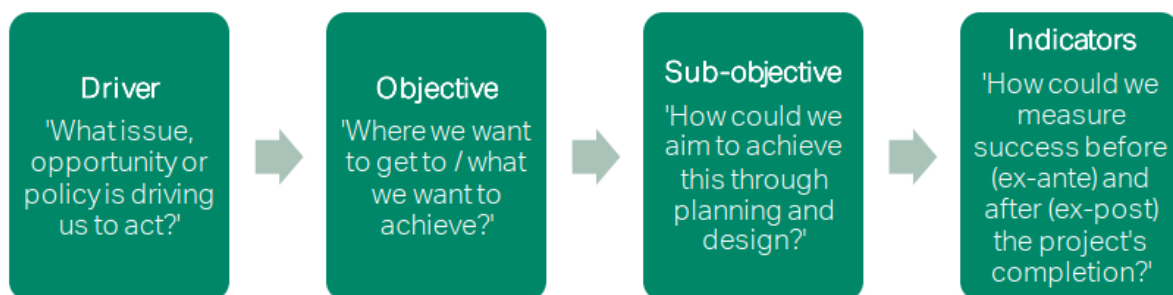 Driver
'What issue,
opportunity or
policy is driving
us to act?'
Objective
'Where we want
to get to / what
we want to
achieve?'
Sub-objective
'How could we
aim to achieve
this through
planning and
design?'
Indicators
'How could we
measure
success before
(ex-ante) and
after (ex-post)
the project's
completion?'